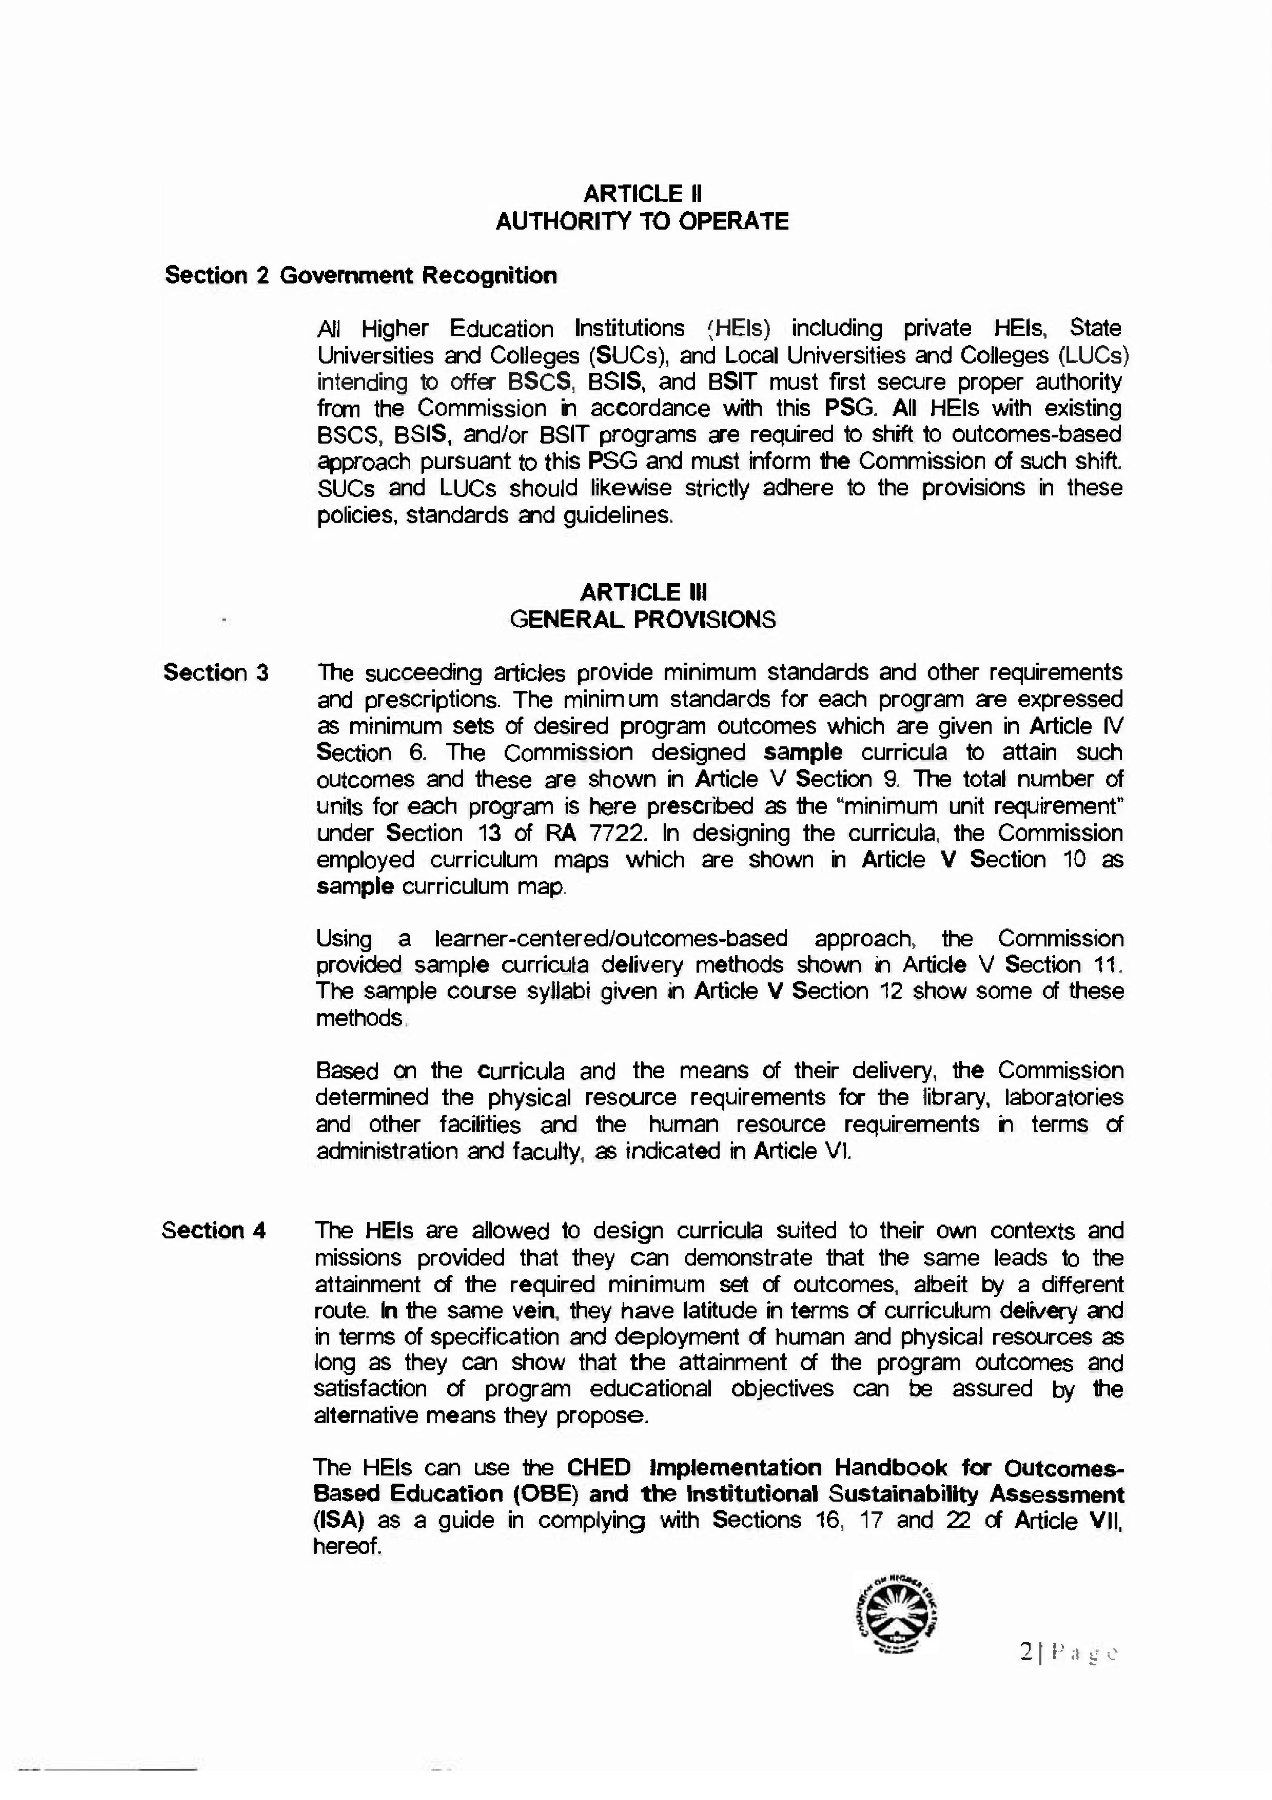 ARTICLE II
AUTHORITY TO OPERATE
Section 2 Government Recognition
All Higher Education Institutions (HEIs) including private HEIs, State
Universities and Colleges (SUCs), and Local Universities and Colleges (LUCs)
intending to offer BSCS, BSIS, and BSIT must first secure proper authority
from the Commission in accordance with this PSG. All HEIs with existing
BSCS, BSIS, and/or BSIT programs are required to shift to outcomes-based
approach pursuant to this PSG and must inform the Commission of such shift.
SUCs and LUCs should likewise strictly adhere to the provisions in these
policies, standards and guidelines.
ARTICLE III
GENERAL PROVISIONS
Section 3 The succeeding articles provide minimum standards and other requirements
and prescriptions. The minimum standards for each program are expressed
as minimum sets of desired program outcomes which are given in Article IV
Section 6. The Commission designed sample curricula to attain such
outcomes and these are shown in Article V Section 9. The total number of
units for each program is here prescribed as the "minimum unit requirement"
under Section 13 of RA 7722. In designing the curricula, the Commission
employed curriculum maps which are shown in Article V Section 10 as
sample curriculum map.
Using a learner-centered/outcomes-based approach, the Commission
provided sample curricula delivery methods shown in Article V Section 11.
The sample course syllabi given in Article V Section 12 show some of these
methods.
Based on the curricula and the means of their delivery, the Commission
determined the physical resource requirements for the library, laboratories
and other facilities and the human resource requirements in terms of
administration and faculty, as indicated in Article VI.
Section 4 The HEIs are allowed to design curricula suited to their own contexts and
missions provided that they can demonstrate that the same leads to the
attainment of the required minimum set of outcomes, albeit by a different
route. In the same vein, they have latitude in terms of curriculum delivery and
in terms of specification and deployment of human and physical resources as
long as they can show that the attainment of the program outcomes and
satisfaction of program educational objectives can be assured by the
alternative means they propose.
The HEIs can use the CHED Implementation Handbook for Outcomes-
Based Education (OBE) and the Institutional Sustainability Assessment
(ISA) as a guide in complying with Sections 16, 17 and 22 of Article VII,
hereof.
COMMISSION ON HIGHER EDUCATION
2 | Page